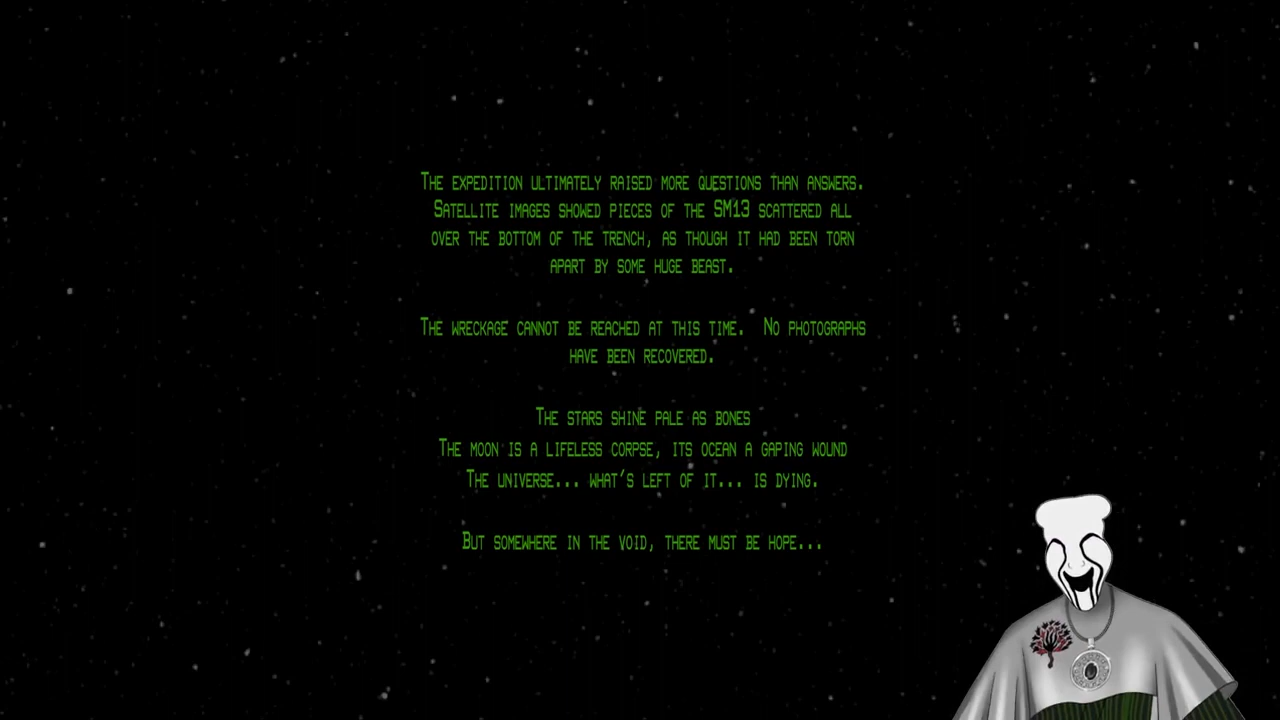 The expedition ultimately raised more questions than answers.
Satellite images showed pieces of the SM13 scattered all
over the bottom of the trench, as though it had been torn
apart by some huge beast.
The wreckage cannot be reached at this time.  No photographs
have been recovered.
The stars shine pale as bones
The moon is a lifeless corpse, its ocean a gaping wound
The universe... what's left of it... is dying.
But somewhere in the void, there must be hope...